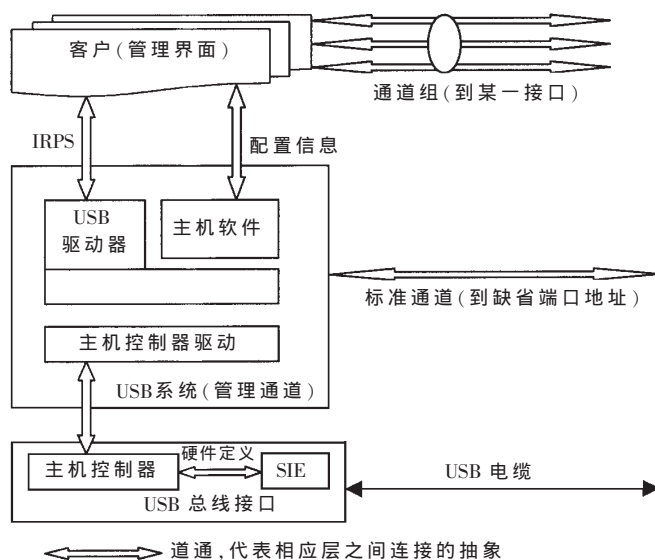 客户(管理界面)
通道组(到某一接口)
IRPS
配置信息
USB
驱动器
主机软件
标准通道(到缺省端口地址)
主机控制器驱动
USB系统(管理通道)
主机控制器
硬件定义
SIE
USB 总线接口
USB 电缆
道通,代表相应层之间连接的抽象